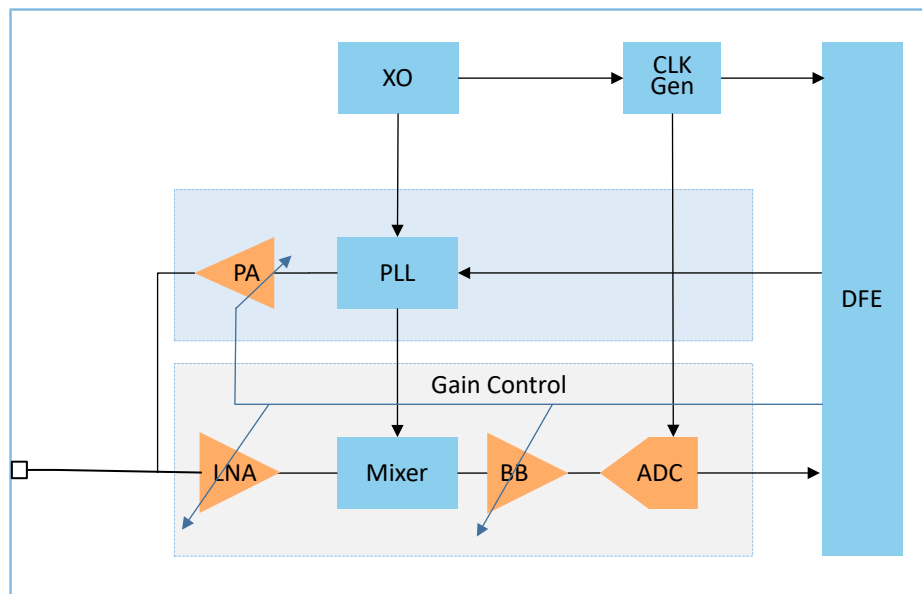 XO
CLK
Gen
PA
PLL
DFE
Gain Control
LNA
Mixer
BB
ADC